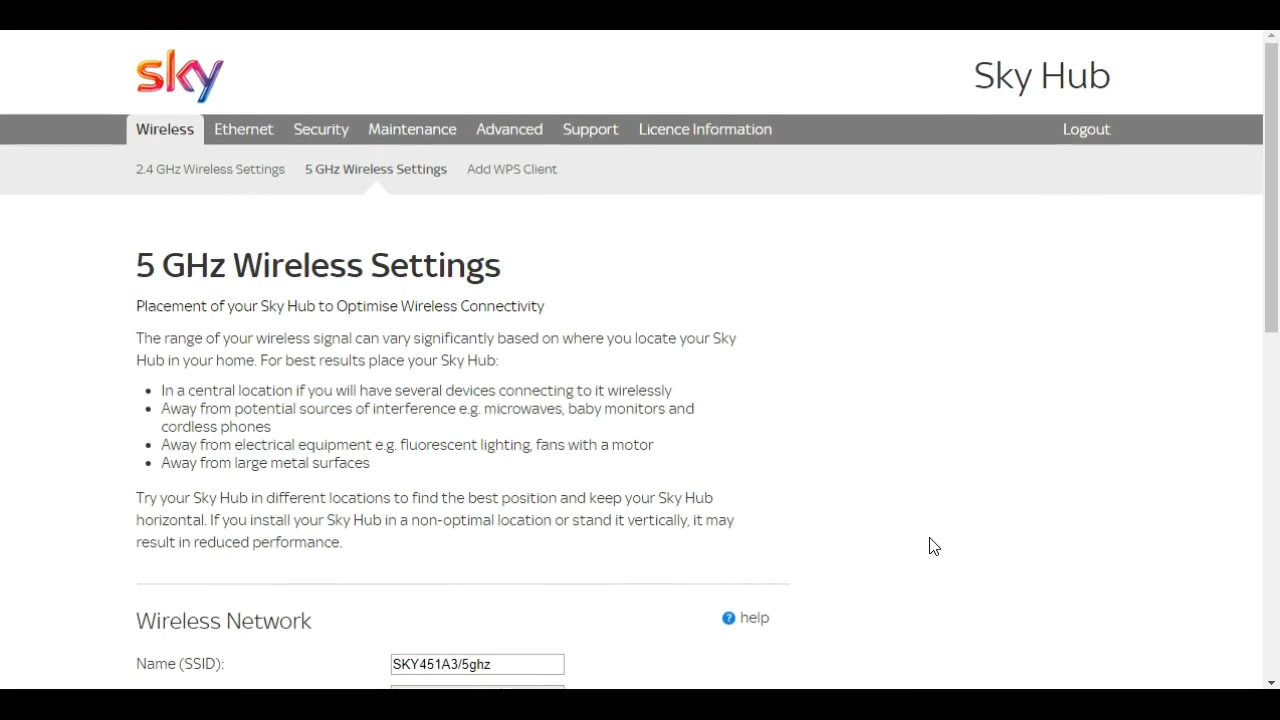 sky
Sky Hub
Wireless Ethernet Security Maintenance Advanced Support Licence Information Logout
2.4 GHz Wireless Settings 5 GHz Wireless Settings Add WPS Client
5 GHz Wireless Settings
Placement of your Sky Hub to Optimise Wireless Connectivity
The range of your wireless signal can vary significantly based on where you locate your Sky
Hub in your home. For best results place your Sky Hub:
• In a central location if you will have several devices connecting to it wirelessly
• Away from potential sources of interference e.g. microwaves, baby monitors and
cordless phones
• Away from electrical equipment e.g. fluorescent lighting, fans with a motor
• Away from large metal surfaces
Try your Sky Hub in different locations to find the best position and keep your Sky Hub
horizontal. If you install your Sky Hub in a non-optimal location or stand it vertically, it may
result in reduced performance.
Wireless Network
? help
Name (SSID): SKY451A3/5ghz